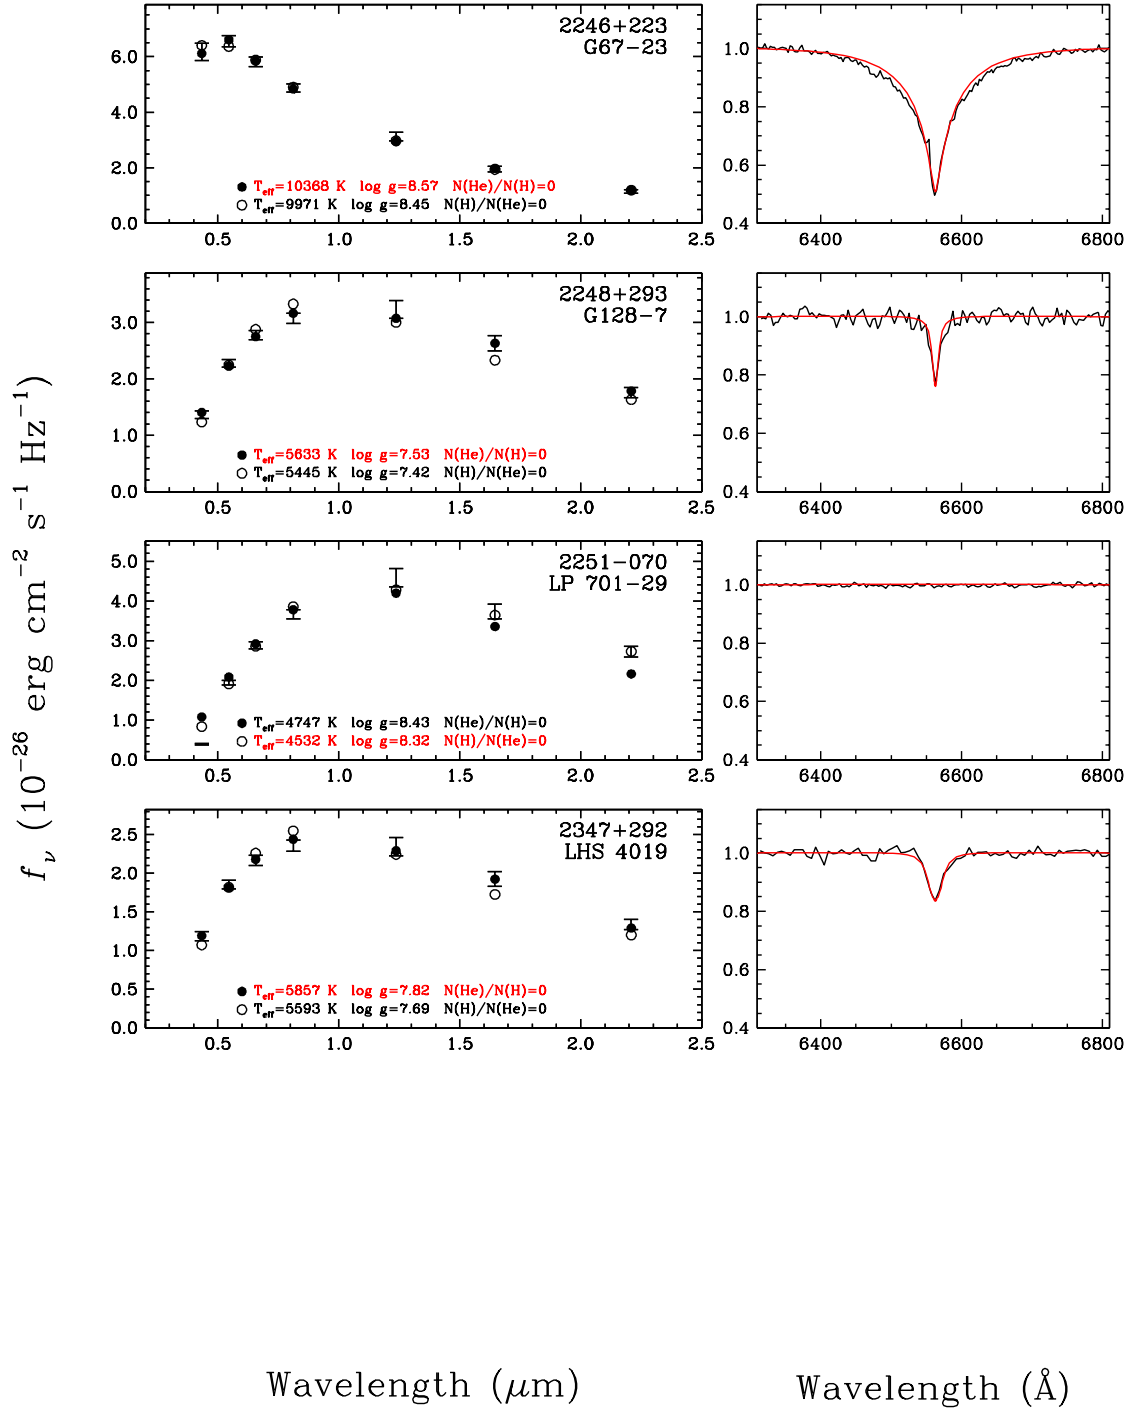 2246+223
G67−23
6.0
4.0
2.0
0.0
T_eff=10368 K log g=8.57 N(He)/N(H)=0
T_eff=9971 K log g=8.45 N(H)/N(He)=0
0.5 1.0 1.5 2.0 2.5
1.0
0.8
0.6
0.4
6400 6600 6800
2248+293
G128−7
3.0
2.0
1.0
0.0
T_eff=5633 K log g=7.53 N(He)/N(H)=0
T_eff=5445 K log g=7.42 N(H)/N(He)=0
0.5 1.0 1.5 2.0 2.5
1.0
0.8
0.6
0.4
6400 6600 6800
2251−070
LP 701−29
5.0
4.0
3.0
2.0
1.0
0.0
T_eff=4747 K log g=8.43 N(He)/N(H)=0
T_eff=4532 K log g=8.32 N(H)/N(He)=0
0.5 1.0 1.5 2.0 2.5
1.0
0.8
0.6
0.4
6400 6600 6800
2347+292
LHS 4019
2.5
2.0
1.5
1.0
0.5
0.0
T_eff=5857 K log g=7.82 N(He)/N(H)=0
T_eff=5593 K log g=7.69 N(H)/N(He)=0
0.5 1.0 1.5 2.0 2.5
1.0
0.8
0.6
0.4
6400 6600 6800
f_ν (10⁻²⁶ erg cm⁻² s⁻¹ Hz⁻¹)
Wavelength (μm)
Wavelength (Å)